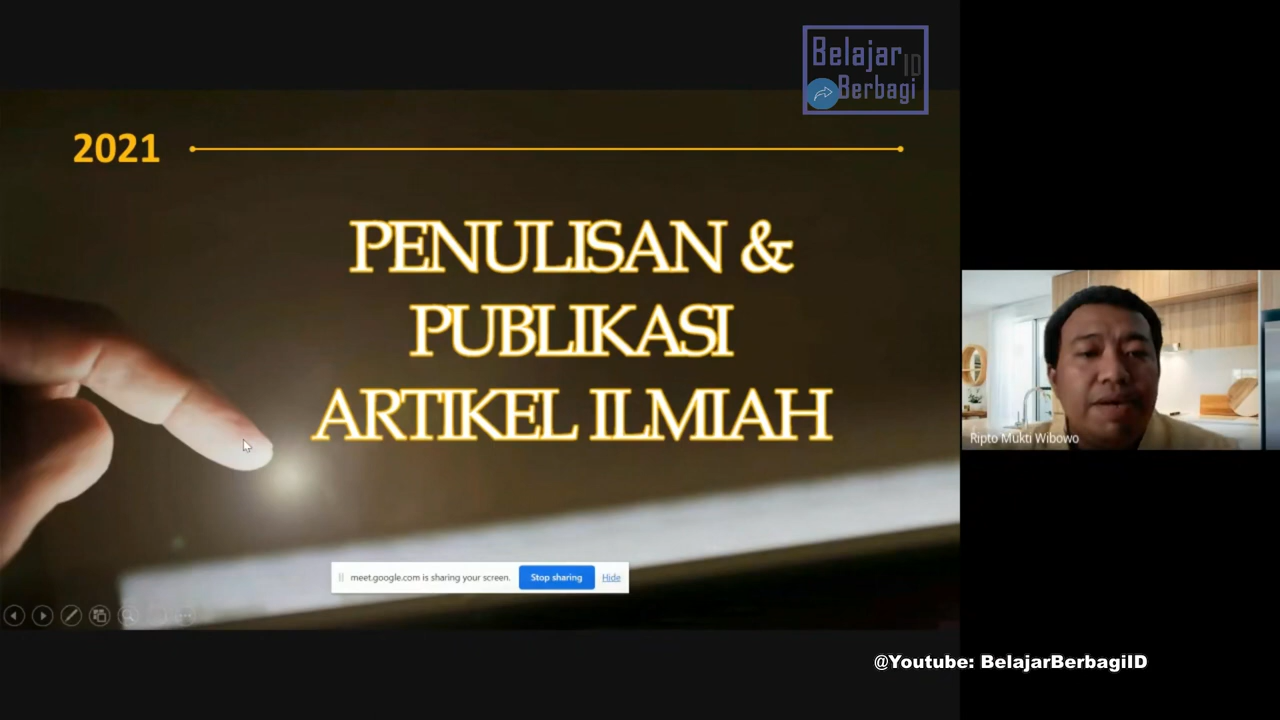 Belajar
ID
Berbagi
2021
PENULISAN &
PUBLIKASI
ARTIKEL ILMIAH
Ripto Mukti Wibowo
meet.google.com is sharing your screen.
Stop sharing
Hide
@Youtube: BelajarBerbagiID